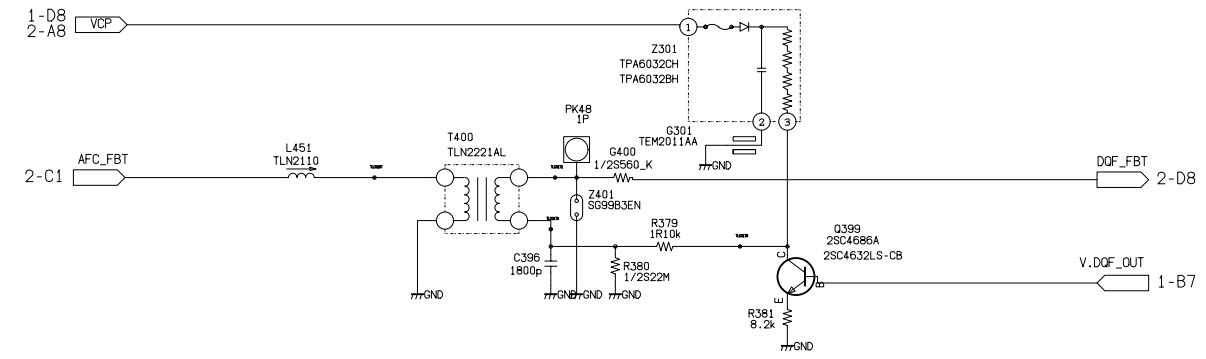 1-D8
2-A8
VCP
1
Z301
TPA6032CH
TPA6032BH
2
3
PK48
1P
G301
TEM2011AA
GND
T400
TLN2221AL
L451
TLN2110
AFC_FBT
2-C1
G400
1/2S560_K
DQF_FBT
2-D8
Z401
SG99B3EN
R379
1R10k
Q399
2SC4686A
2SC4632LS-CB
C
B
E
C396
1800p
R380
1/2S22M
V.DQF_OUT
1-B7
GND
GND
GND
GND
R381
8.2k
GND